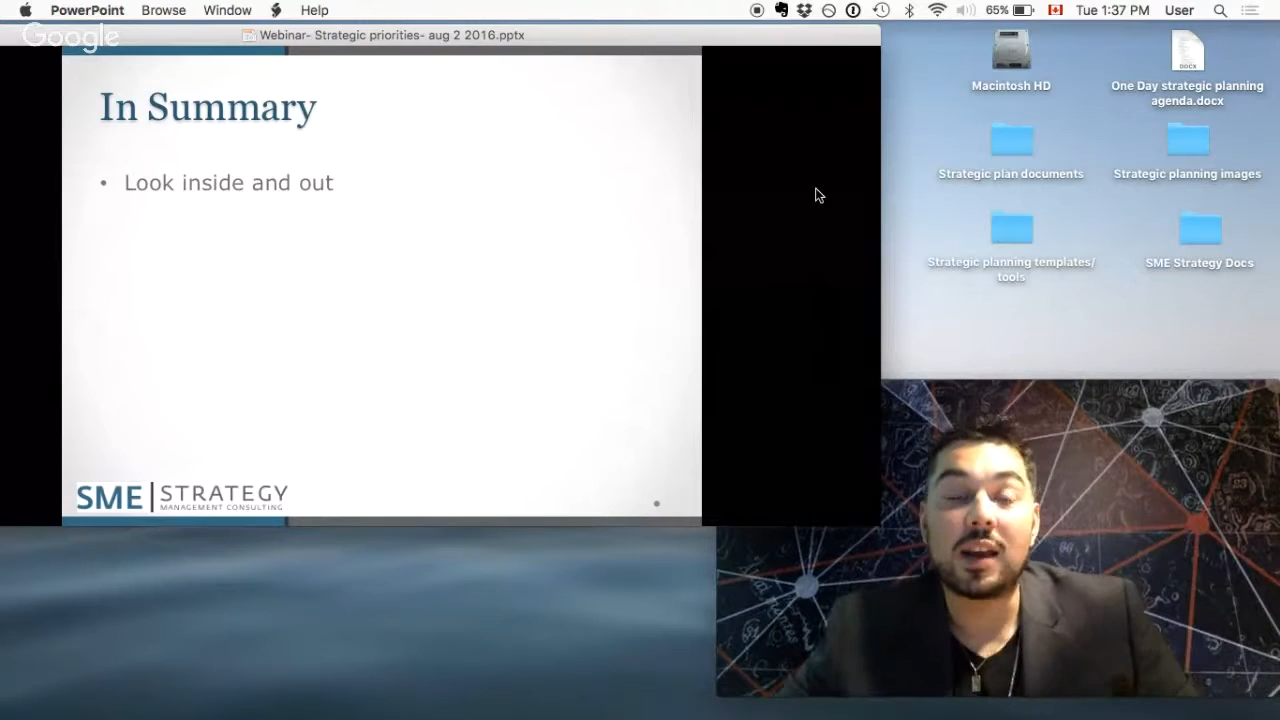 PowerPoint Browse Window Help 65% Tue 1:37 PM User
Google
Webinar- Strategic priorities- aug 2 2016.pptx
In Summary
• Look inside and out
SME | STRATEGY
MANAGEMENT CONSULTING
Macintosh HD
DOCX
One Day strategic planning
agenda.docx
Strategic plan documents
Strategic planning images
Strategic planning templates/
tools
SME Strategy Docs